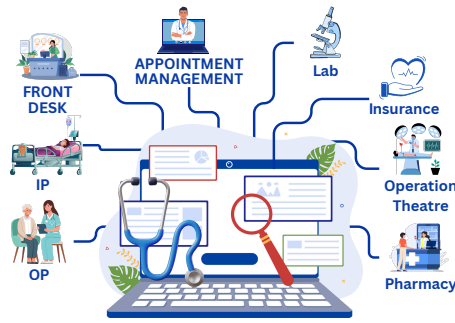 APPOINTMENT
MANAGEMENT
FRONT
DESK
Lab
Insurance
IP
Operation
Theatre
OP
Pharmacy